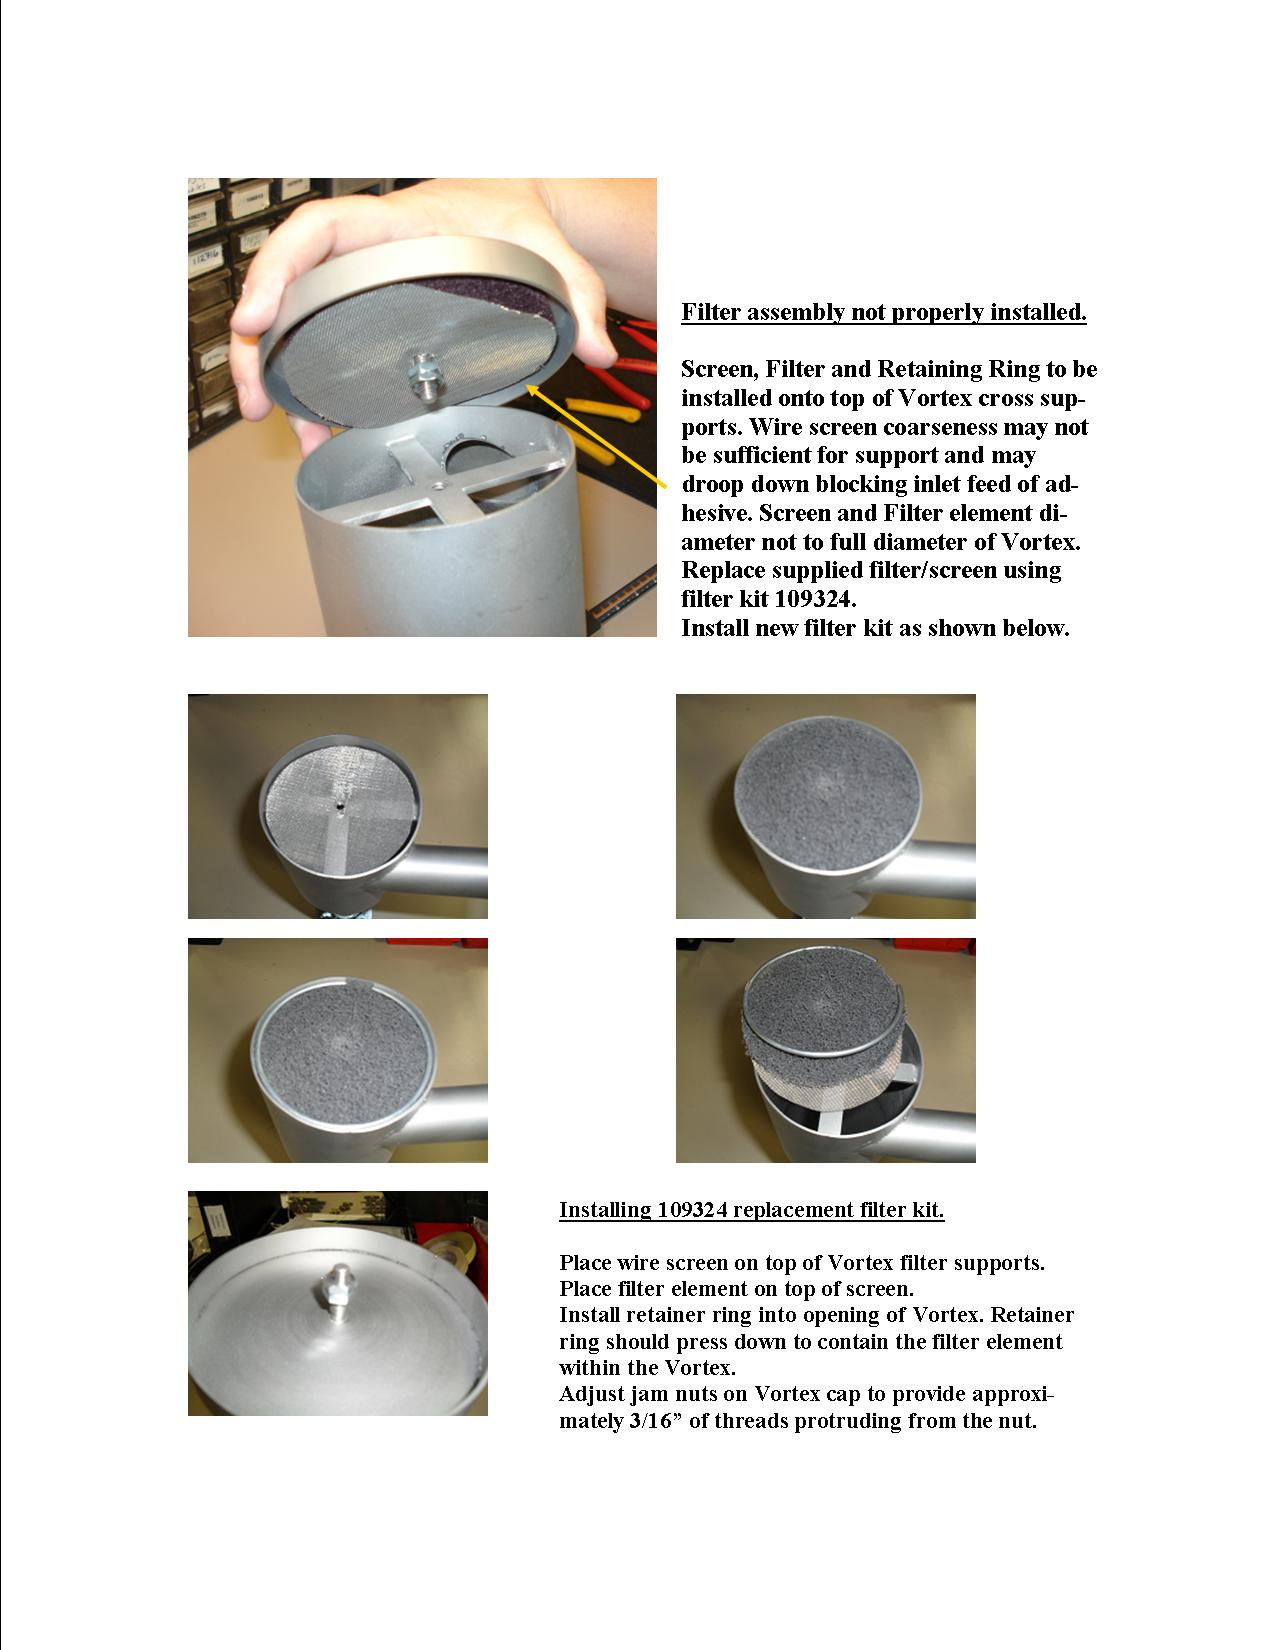 Filter assembly not properly installed.
Screen, Filter and Retaining Ring to be
installed onto top of Vortex cross sup-
ports. Wire screen coarseness may not
be sufficient for support and may
droop down blocking inlet feed of ad-
hesive. Screen and Filter element di-
ameter not to full diameter of Vortex.
Replace supplied filter/screen using
filter kit 109324.
Install new filter kit as shown below.
Installing 109324 replacement filter kit.
Place wire screen on top of Vortex filter supports.
Place filter element on top of screen.
Install retainer ring into opening of Vortex. Retainer
ring should press down to contain the filter element
within the Vortex.
Adjust jam nuts on Vortex cap to provide approxi-
mately 3/16” of threads protruding from the nut.